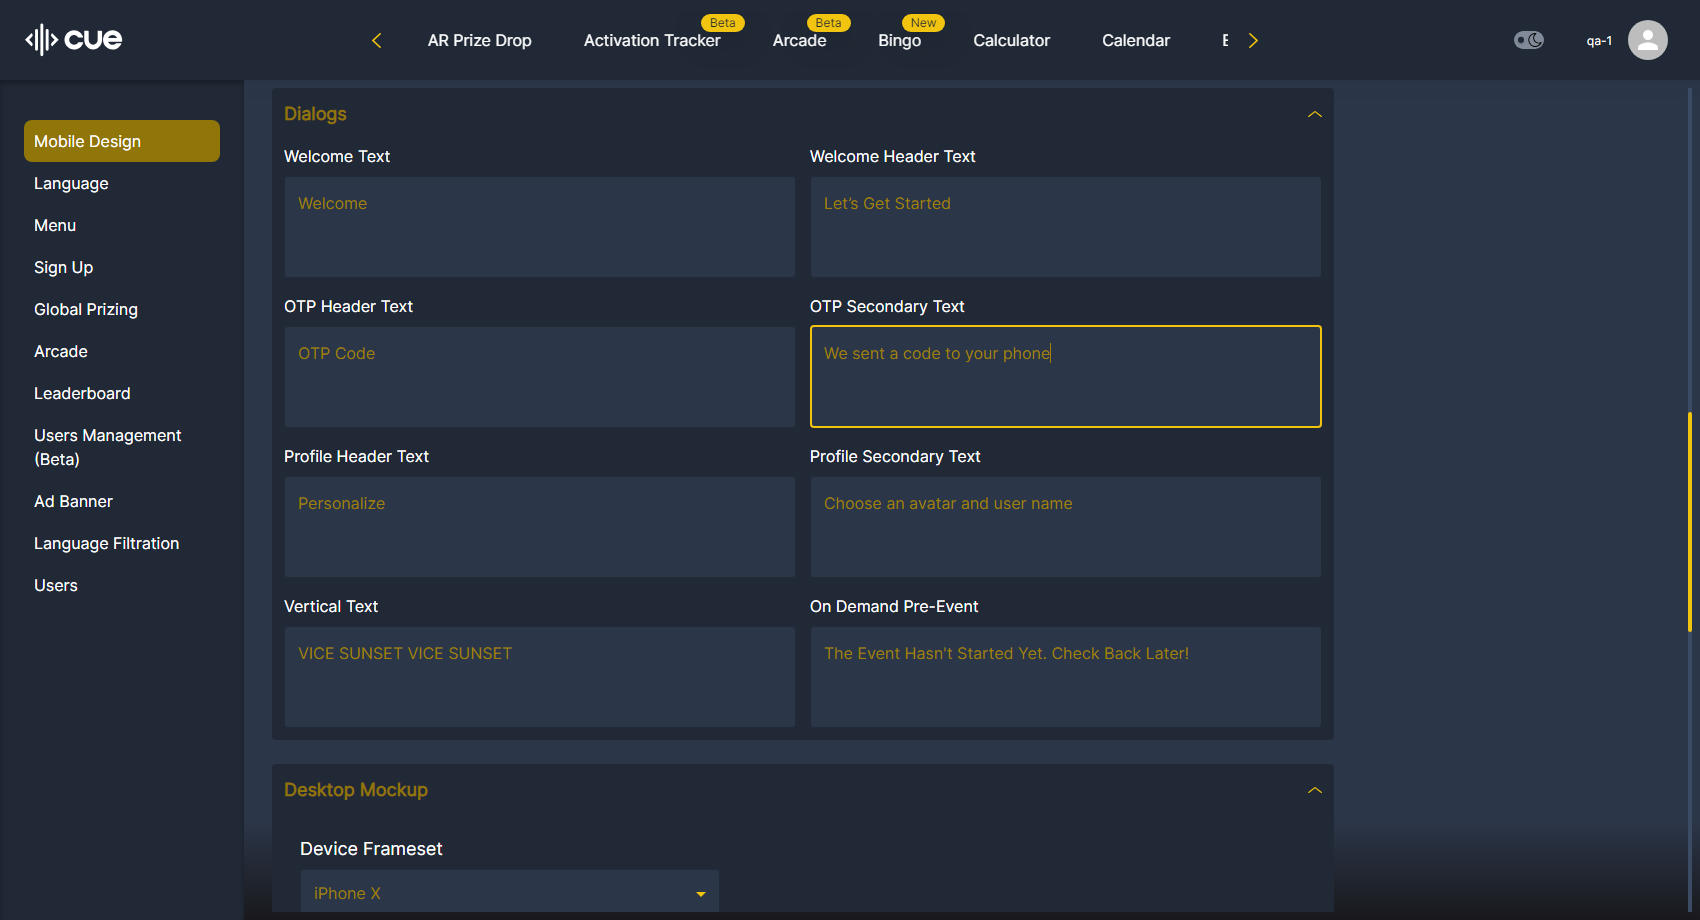 cue
AR Prize Drop
Activation Tracker
Beta
Arcade
Beta
Bingo
New
Calculator
Calendar
qa-1
Mobile Design
Language
Menu
Sign Up
Global Prizing
Arcade
Leaderboard
Users Management
(Beta)
Ad Banner
Language Filtration
Users
Dialogs
Welcome Text
Welcome
Welcome Header Text
Let’s Get Started
OTP Header Text
OTP Code
OTP Secondary Text
We sent a code to your phone
Profile Header Text
Personalize
Profile Secondary Text
Choose an avatar and user name
Vertical Text
VICE SUNSET VICE SUNSET
On Demand Pre-Event
The Event Hasn't Started Yet. Check Back Later!
Desktop Mockup
Device Frameset
iPhone X